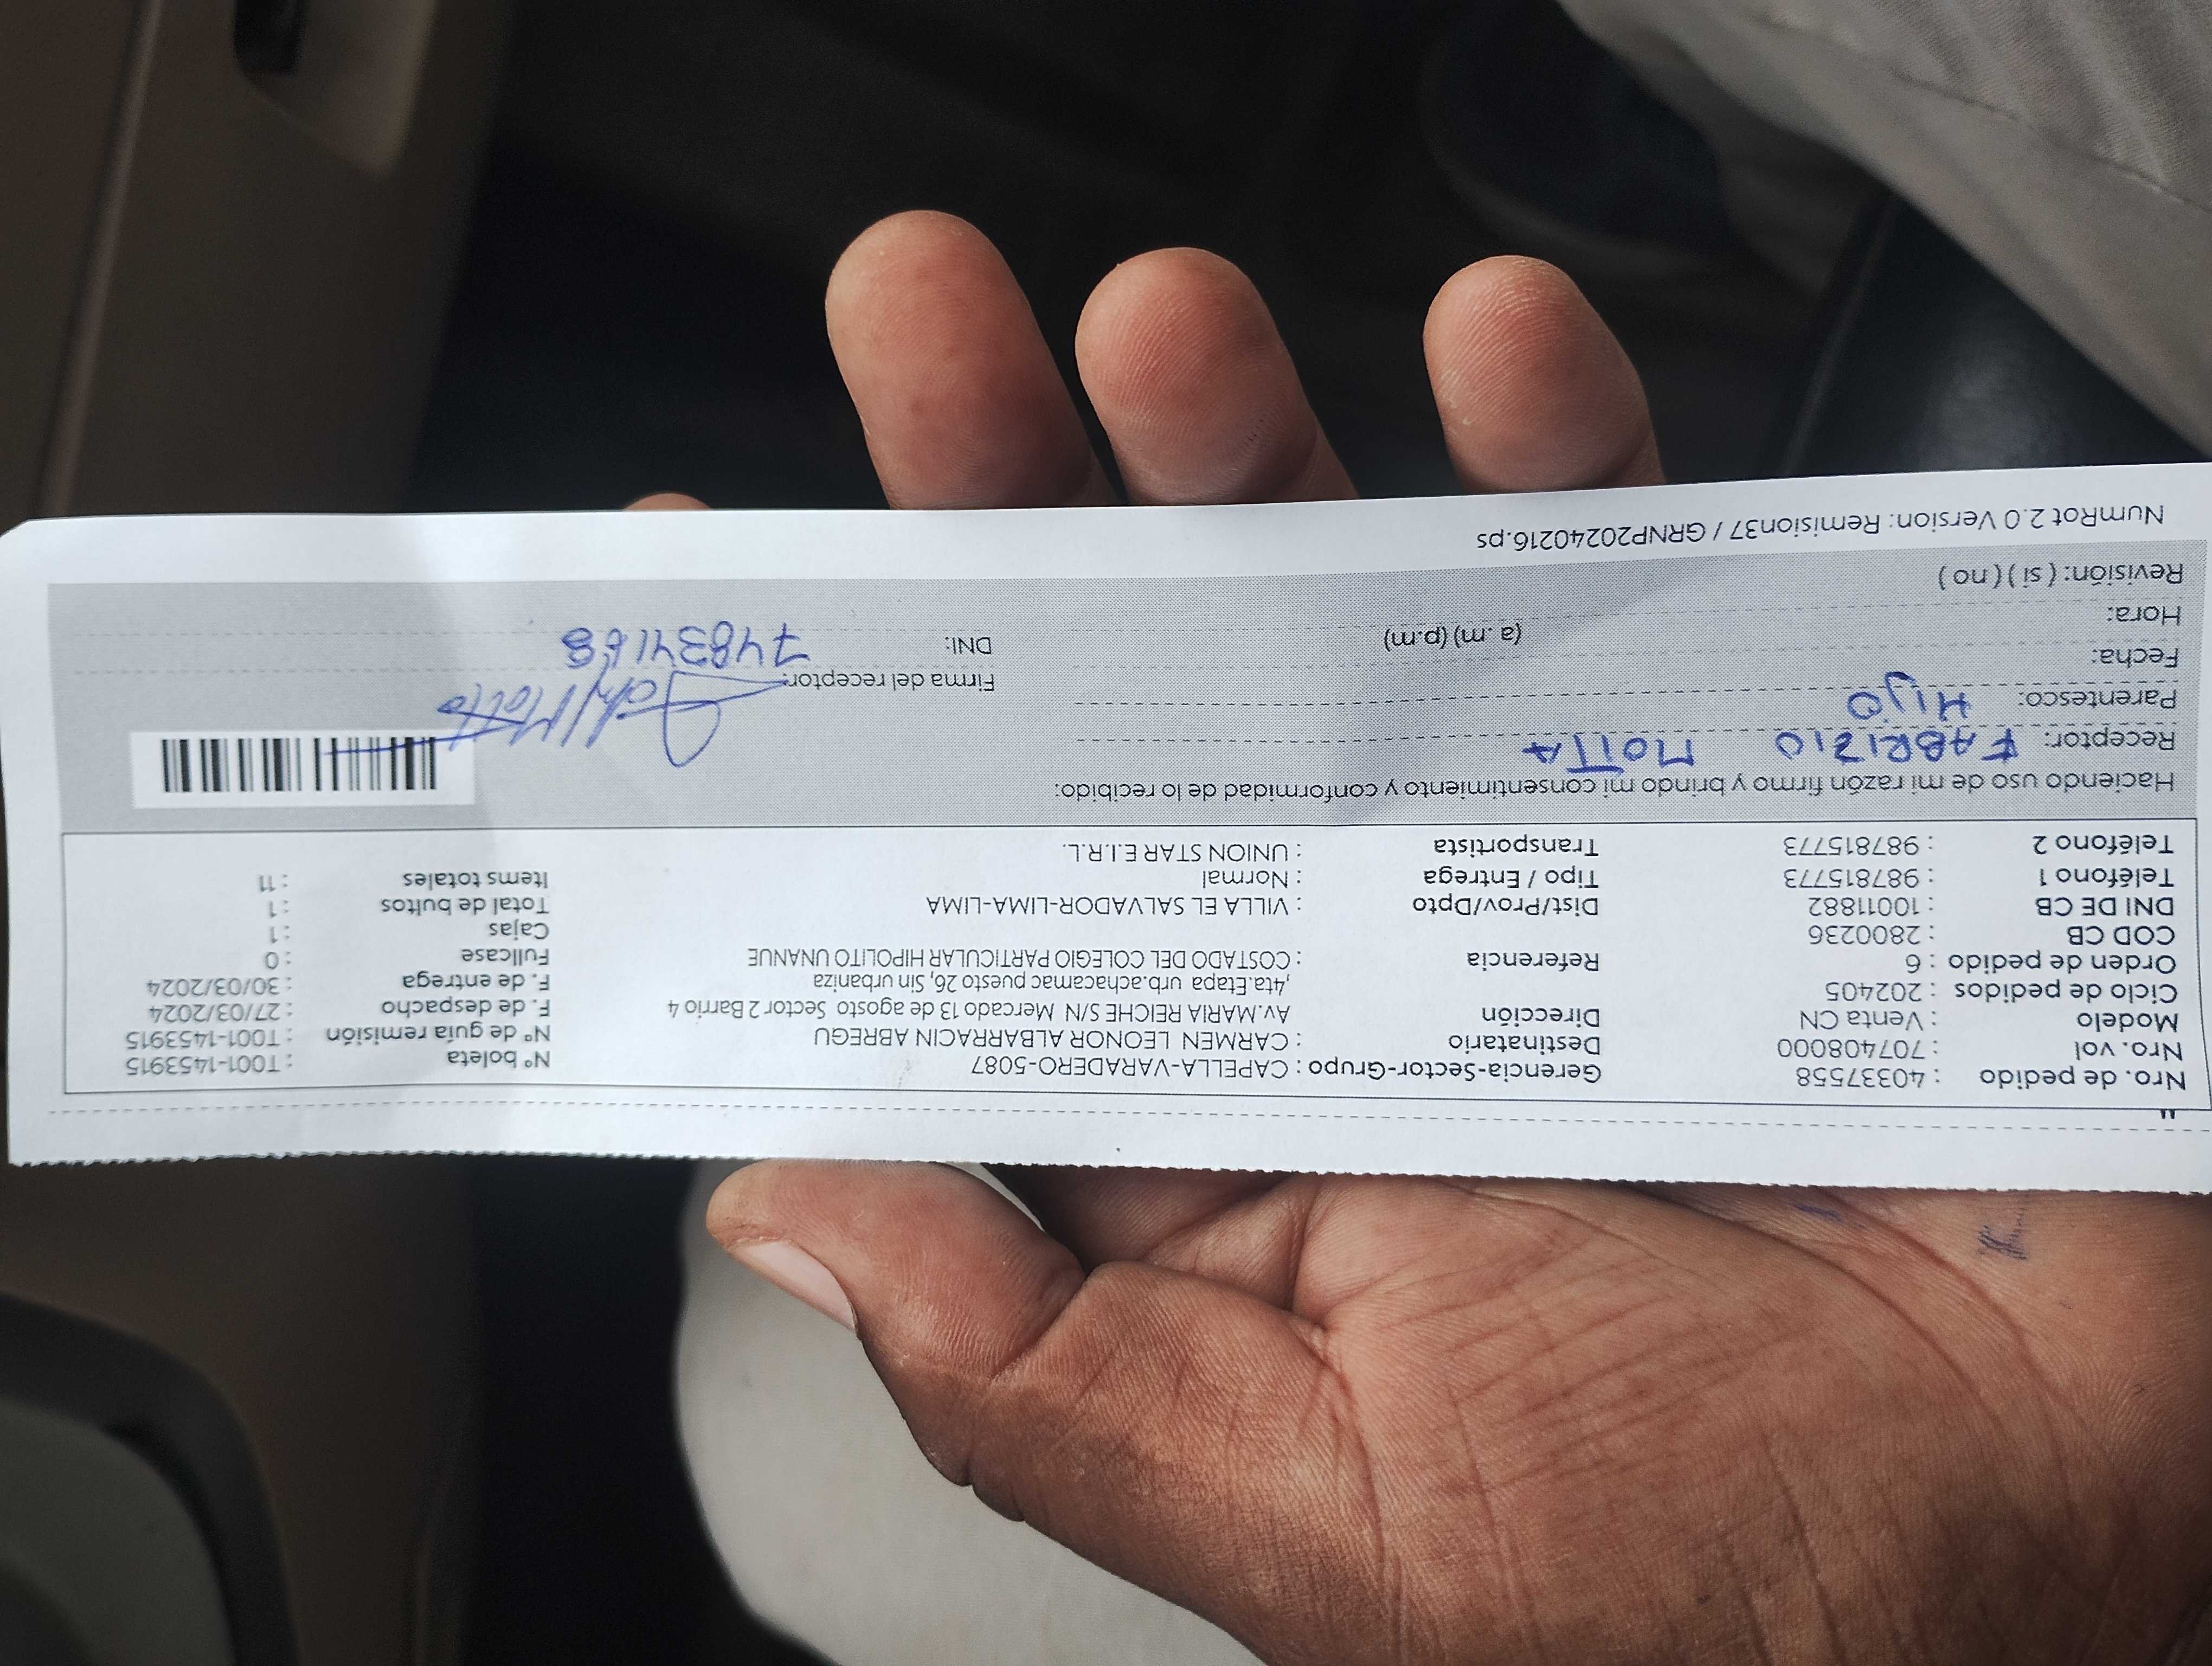 Nro. de pedido : 40337558 Gerencia-Sector-Grupo : CAPELLA-VARADERO-5087 N° boleta : T001-1453915
Nro. vol : 707408000 Destinatario : CARMEN LEONOR ALBARRACIN ABREGU N° de guía remisión : T001-1453915
Modelo : Venta CN Dirección Av.MARIA REICHE S/N Mercado 13 de agosto Sector 2 Barrio 4 F. de despacho : 27/03/2024
Ciclo de pedidos : 202405 ,4ta.Etapa urb.achacamac puesto 26, Sin urbaniza F. de entrega : 30/03/2024
Orden de pedido : 6 Referencia : COSTADO DEL COLEGIO PARTICULAR HIPOLITO UNANUE Fullcase : 0
COD CB : 2800236 Cajas : 1
DNI DE CB : 10011882 Dist/Prov/Dpto : VILLA EL SALVADOR-LIMA-LIMA Total de bultos : 1
Teléfono 1 : 987815773 Tipo / Entrega : Normal Items totales : 11
Teléfono 2 : 987815773 Transportista : UNION STAR E.I.R.L.
Haciendo uso de mi razón firmo y brindo mi consentimiento y conformidad de lo recibido:
Receptor: FABRIZIO MOTTA
Parentesco: HIJO Firma del receptor:
Fecha: DNI: 74834168
Hora: (a .m) (p.m)
Revisión: ( si ) ( no )
NumRot 2.0 Version: Remision37 / GRNP20240216.ps